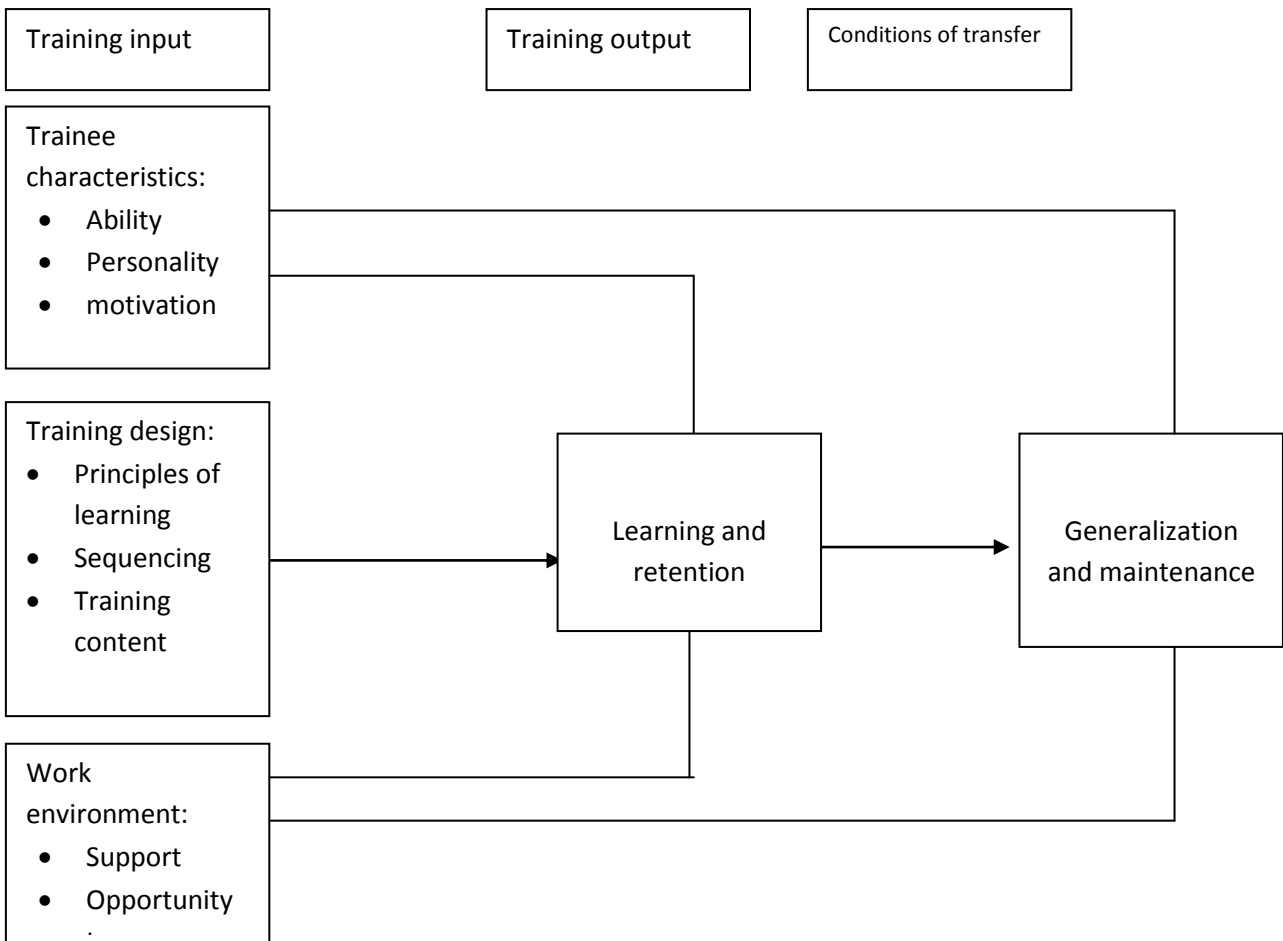 Training input
Training output
Conditions of transfer
Trainee
characteristics:
• Ability
• Personality
• motivation
Training design:
• Principles of
learning
• Sequencing
• Training
content
Learning and
retention
Generalization
and maintenance
Work
environment:
• Support
• Opportunity